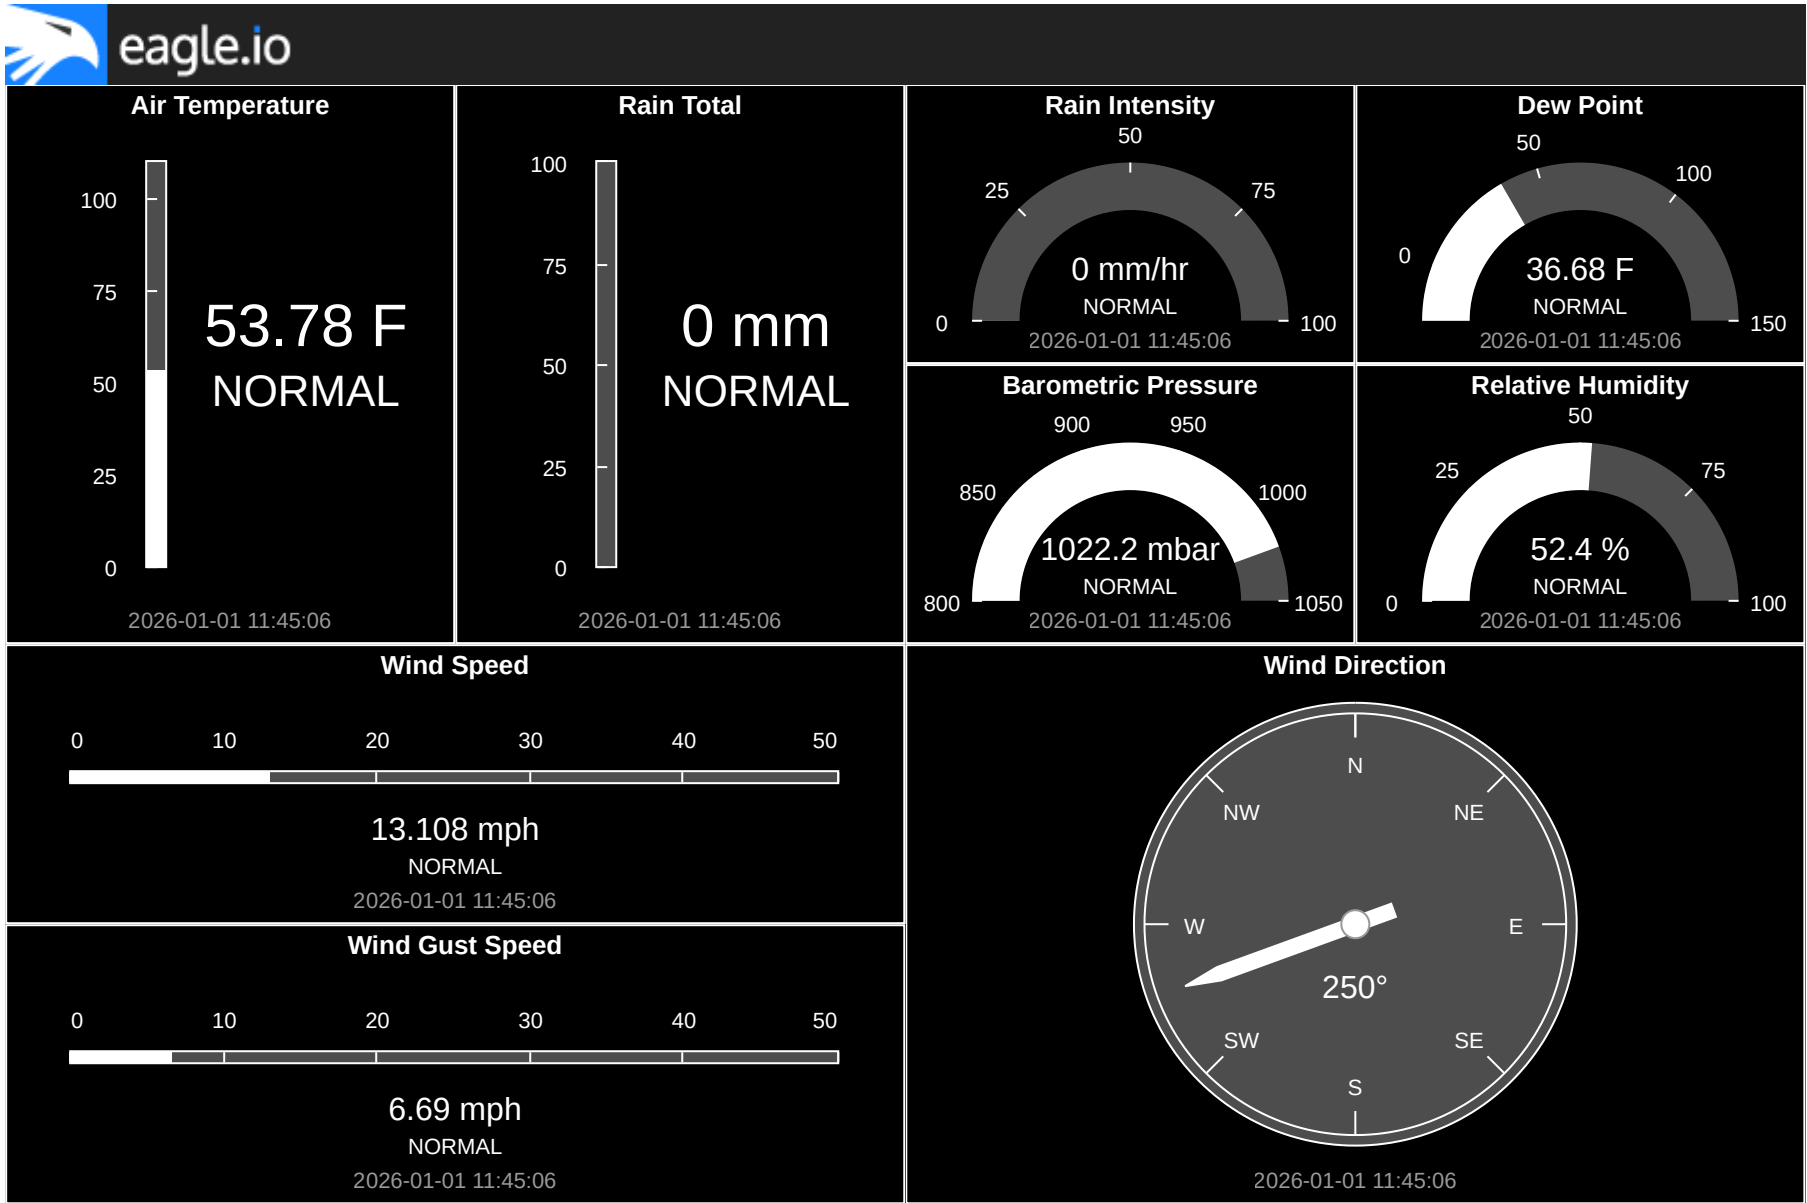 eagle.io
Air Temperature
100
75
50
25
0
53.78 F
NORMAL
2026-01-01 11:45:06
Rain Total
100
75
50
25
0
0 mm
NORMAL
2026-01-01 11:45:06
Rain Intensity
50
25
75
0
100
0 mm/hr
NORMAL
2026-01-01 11:45:06
Dew Point
50
100
0
150
36.68 F
NORMAL
2026-01-01 11:45:06
Barometric Pressure
900 950
850 1000
800 1050
1022.2 mbar
NORMAL
2026-01-01 11:45:06
Relative Humidity
50
25 75
0 100
52.4 %
NORMAL
2026-01-01 11:45:06
Wind Speed
0 10 20 30 40 50
13.108 mph
NORMAL
2026-01-01 11:45:06
Wind Gust Speed
0 10 20 30 40 50
6.69 mph
NORMAL
2026-01-01 11:45:06
Wind Direction
N
NW NE
W E
250°
SW SE
S
2026-01-01 11:45:06